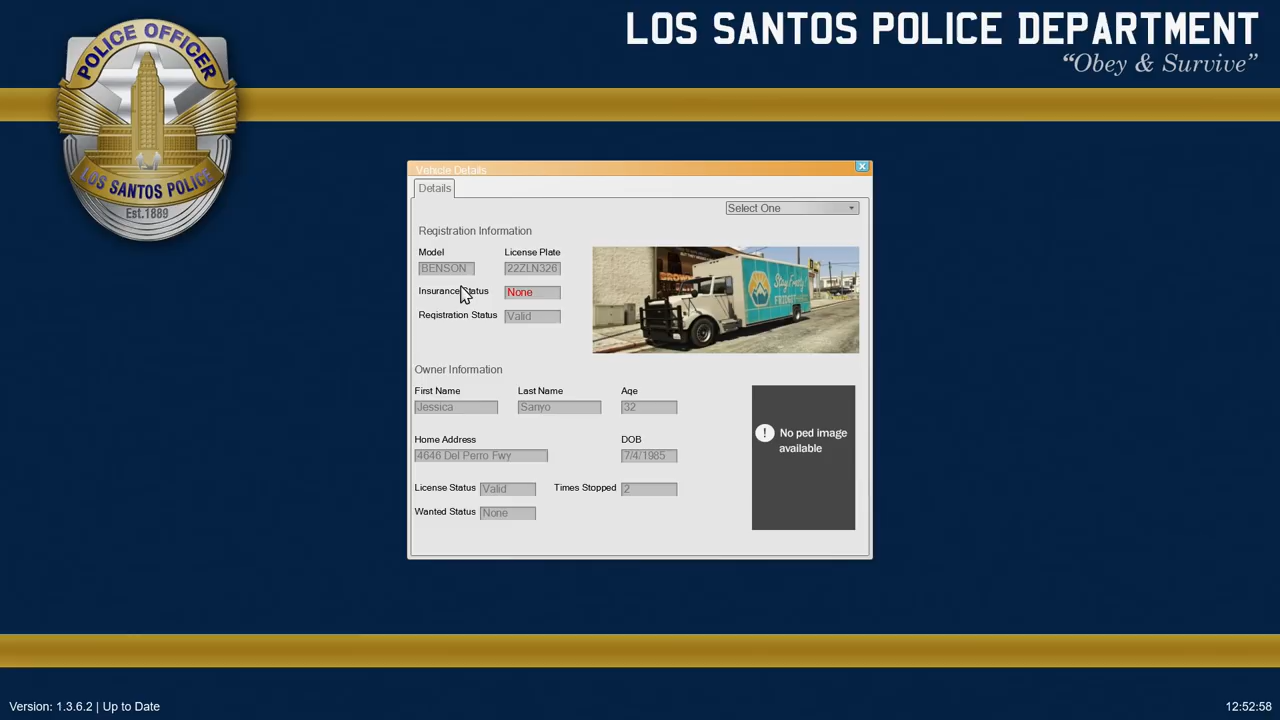 LOS SANTOS POLICE DEPARTMENT
“Obey & Survive”
POLICE OFFICER
LOS SANTOS POLICE
Est.1889
Vehicle Details
Details
Select One
Registration Information
Model License Plate
BENSON 22ZLN326
Insurance Status None
Registration Status Valid
Stay Frosty
FRIDGIT
Owner Information
First Name Last Name Age
Jessica Sanyo 32
Home Address DOB
4646 Del Perro Fwy 7/4/1985
License Status Valid Times Stopped 2
Wanted Status None
! No ped image
available
Version: 1.3.6.2 | Up to Date
12:52:58